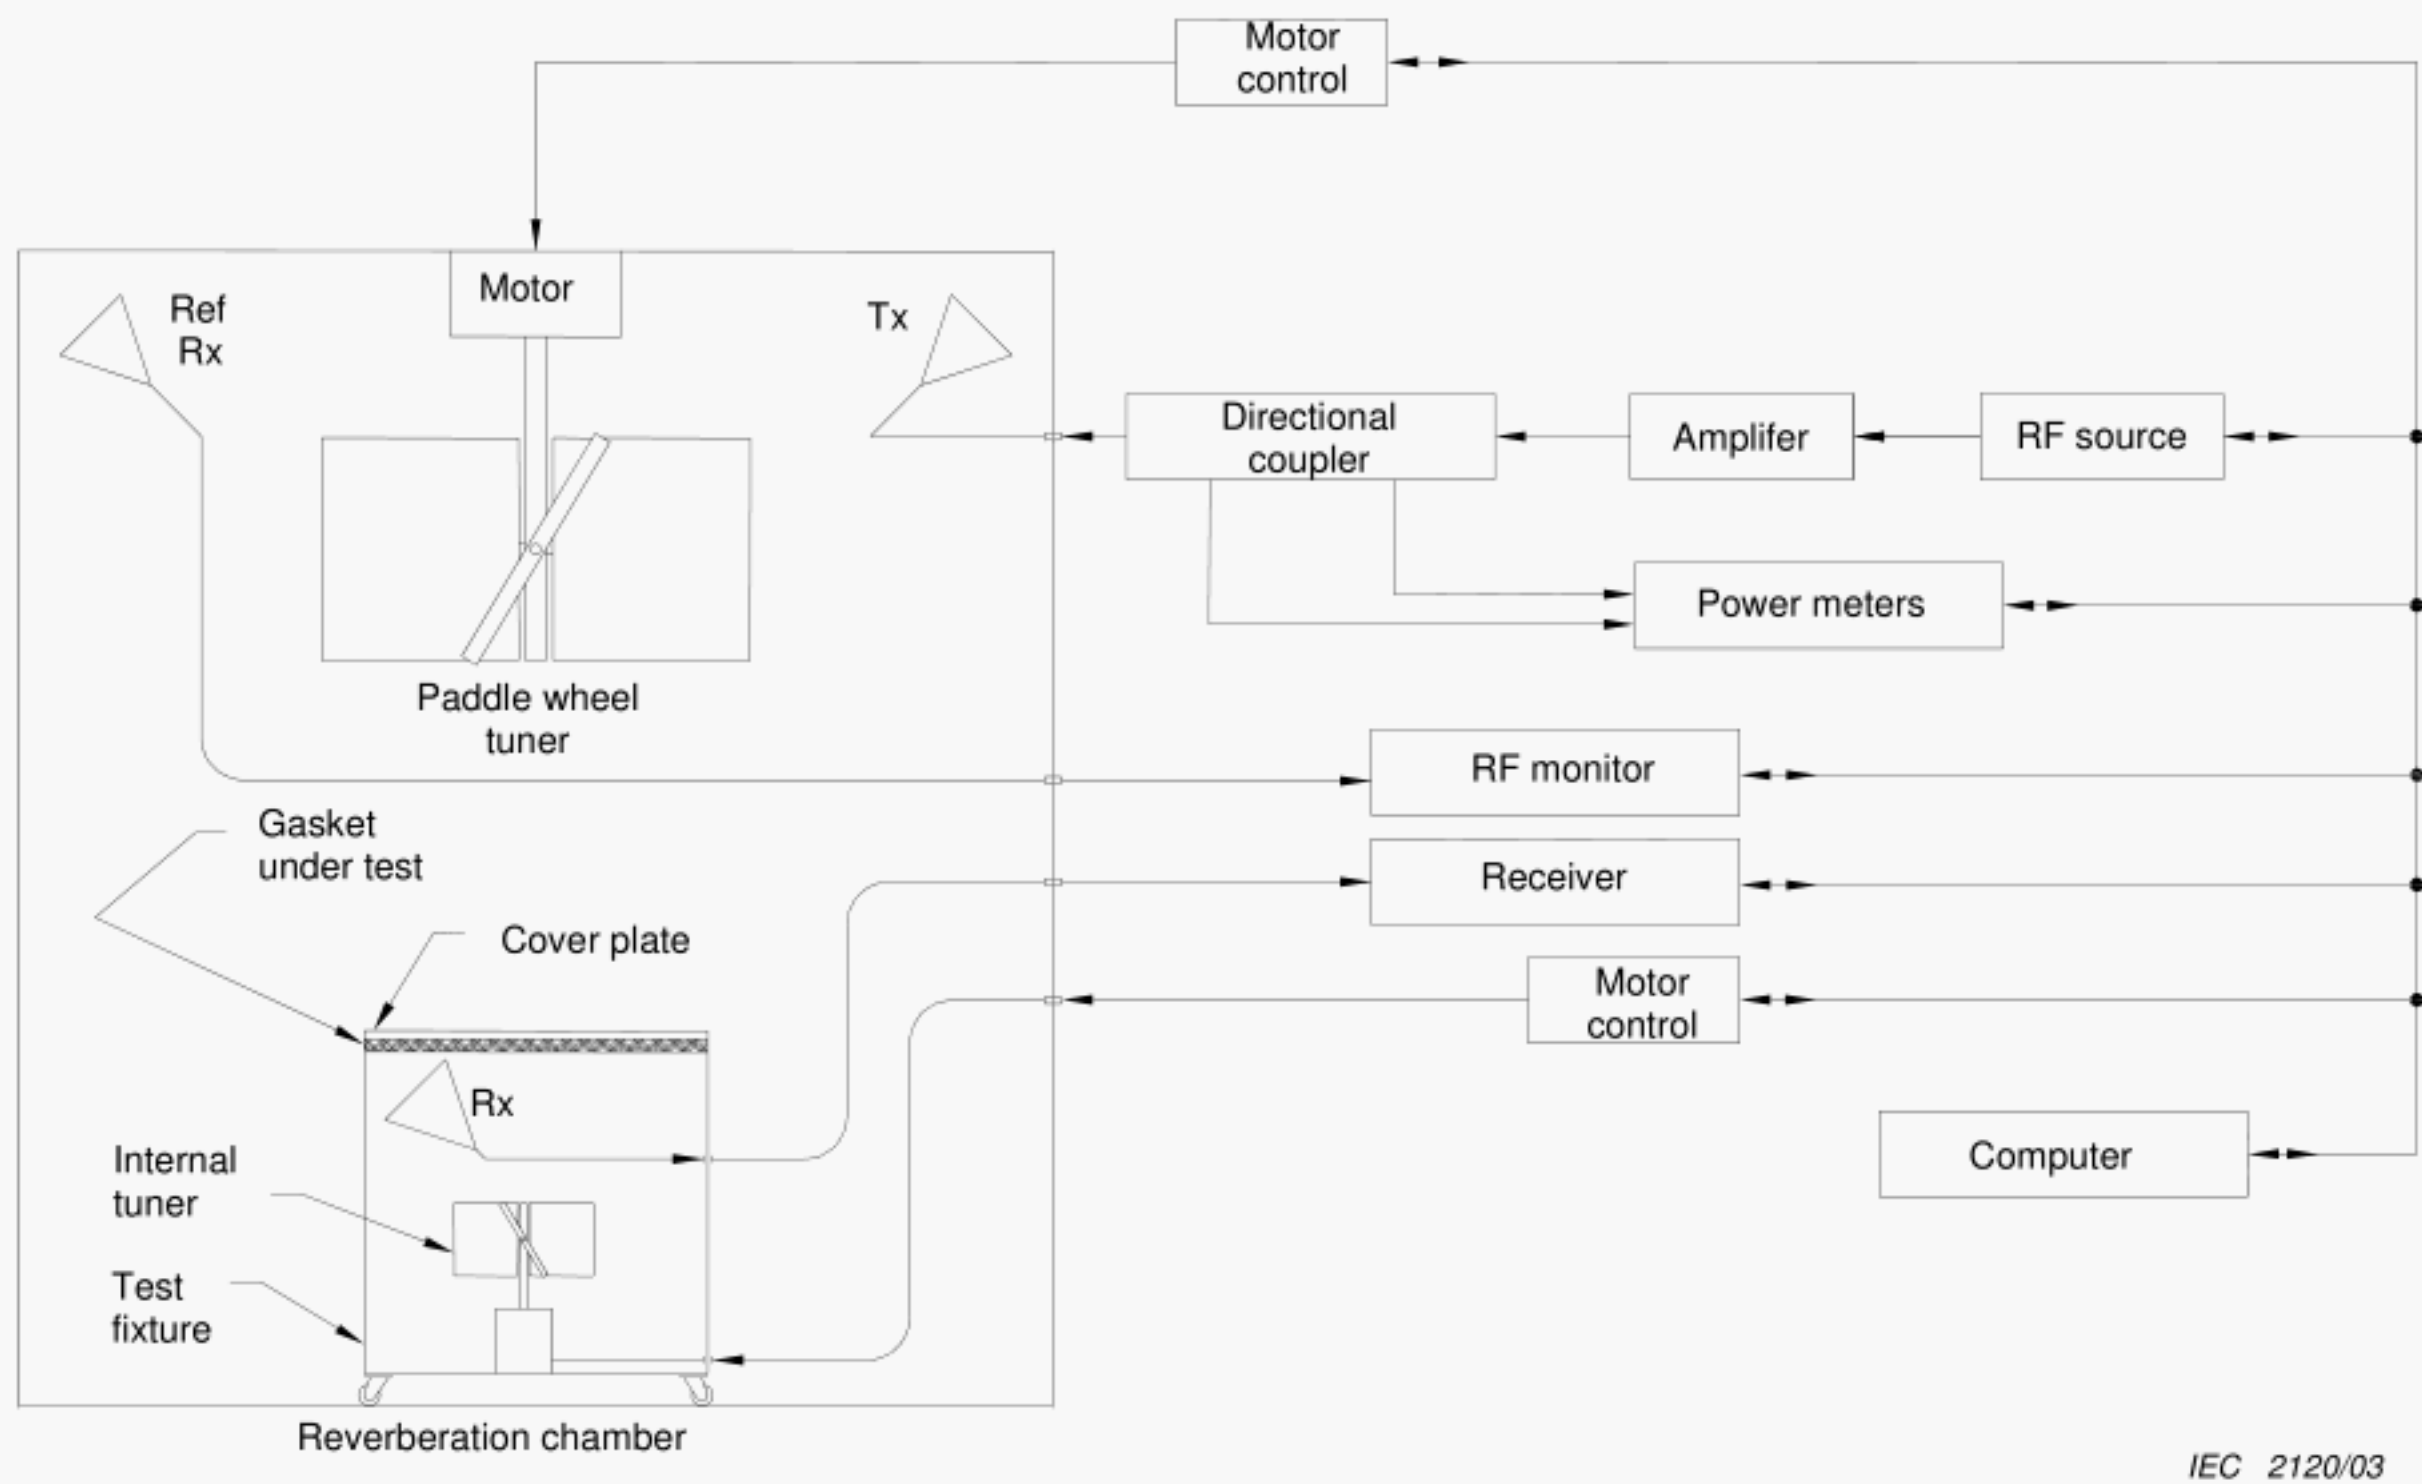 Motor
control
Motor
Ref
Rx
Tx
Directional
coupler
Amplifer
RF source
Power meters
Paddle wheel
tuner
RF monitor
Gasket
under test
Receiver
Cover plate
Motor
control
Rx
Internal
tuner
Computer
Test
fixture
Reverberation chamber
IEC 2120/03